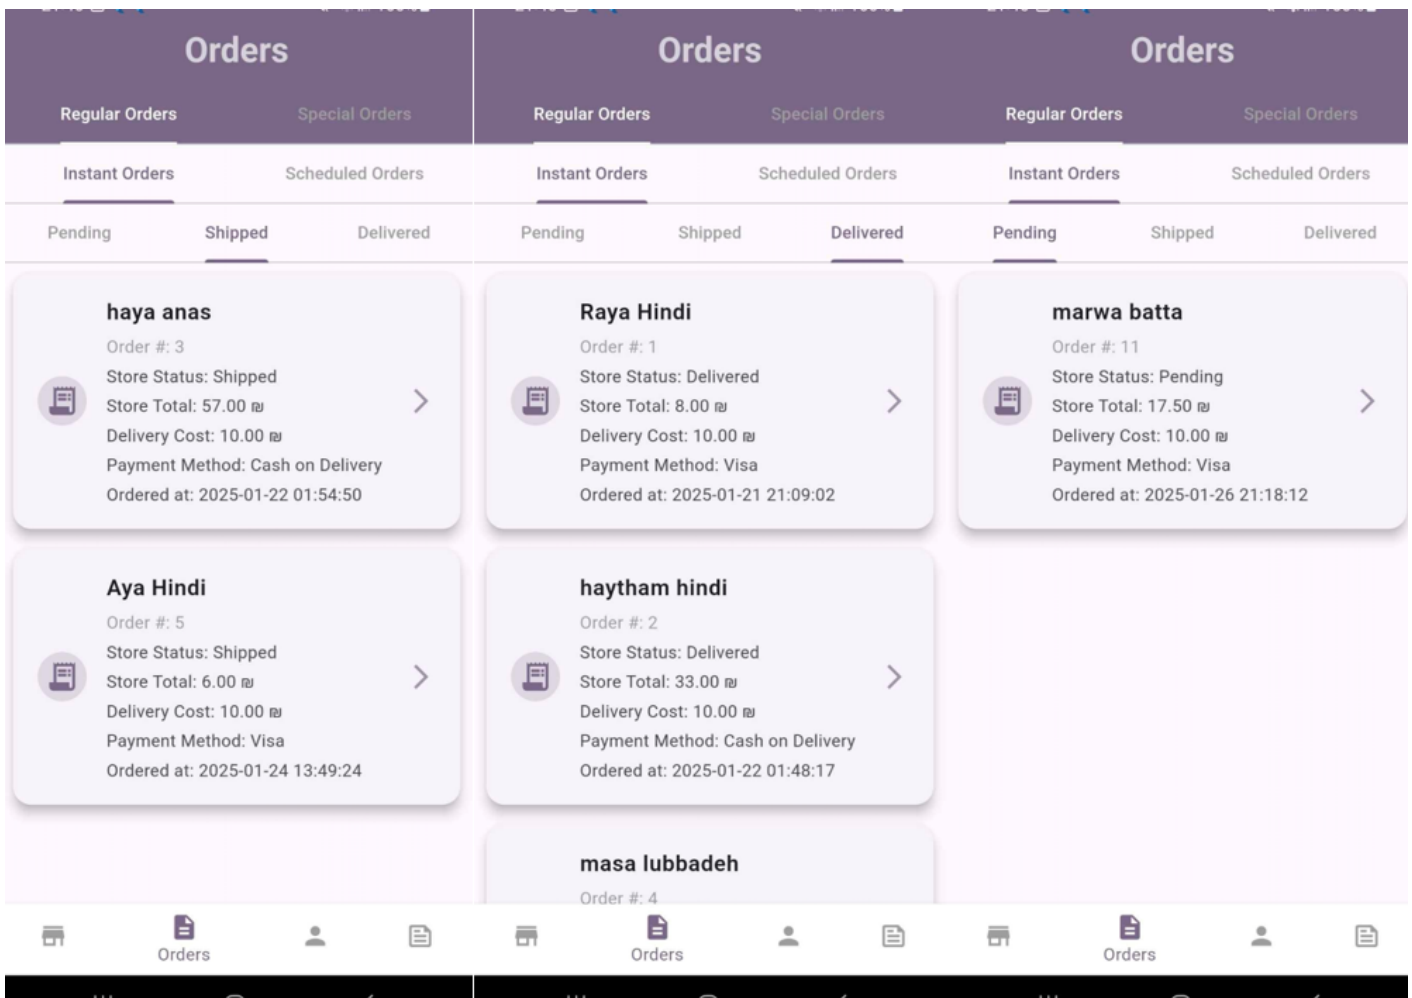 Orders
Regular Orders Special Orders
Instant Orders Scheduled Orders
Pending Shipped Delivered
haya anas
Order #: 3
Store Status: Shipped
Store Total: 57.00 ₪
Delivery Cost: 10.00 ₪
Payment Method: Cash on Delivery
Ordered at: 2025-01-22 01:54:50
Aya Hindi
Order #: 5
Store Status: Shipped
Store Total: 6.00 ₪
Delivery Cost: 10.00 ₪
Payment Method: Visa
Ordered at: 2025-01-24 13:49:24
Orders
Orders
Regular Orders Special Orders
Instant Orders Scheduled Orders
Pending Shipped Delivered
Raya Hindi
Order #: 1
Store Status: Delivered
Store Total: 8.00 ₪
Delivery Cost: 10.00 ₪
Payment Method: Visa
Ordered at: 2025-01-21 21:09:02
haytham hindi
Order #: 2
Store Status: Delivered
Store Total: 33.00 ₪
Delivery Cost: 10.00 ₪
Payment Method: Cash on Delivery
Ordered at: 2025-01-22 01:48:17
masa lubbadeh
Order #: 4
Orders
Orders
Regular Orders Special Orders
Instant Orders Scheduled Orders
Pending Shipped Delivered
marwa batta
Order #: 11
Store Status: Pending
Store Total: 17.50 ₪
Delivery Cost: 10.00 ₪
Payment Method: Visa
Ordered at: 2025-01-26 21:18:12
Orders